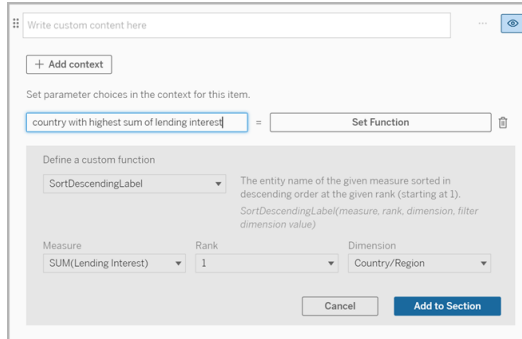 Write custom content here
+ Add context
Set parameter choices in the context for this item.
country with highest sum of lending interest = Set Function
Define a custom function
SortDescendingLabel
The entity name of the given measure sorted in
descending order at the given rank (starting at 1).
SortDescendingLabel(measure, rank, dimension, filter
dimension value)
Measure Rank Dimension
SUM(Lending Interest) 1 Country/Region
Cancel Add to Section